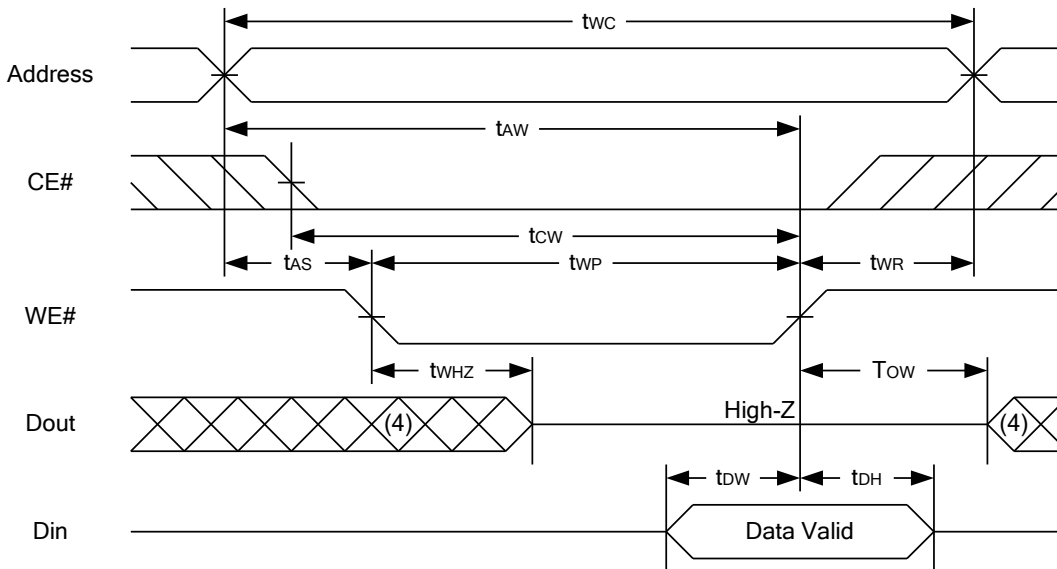 tWC
Address
tAW
CE#
tCW
tAS
tWP
tWR
WE#
tWHZ
TOW
Dout
(4)
High-Z
(4)
tDW
tDH
Din
Data Valid